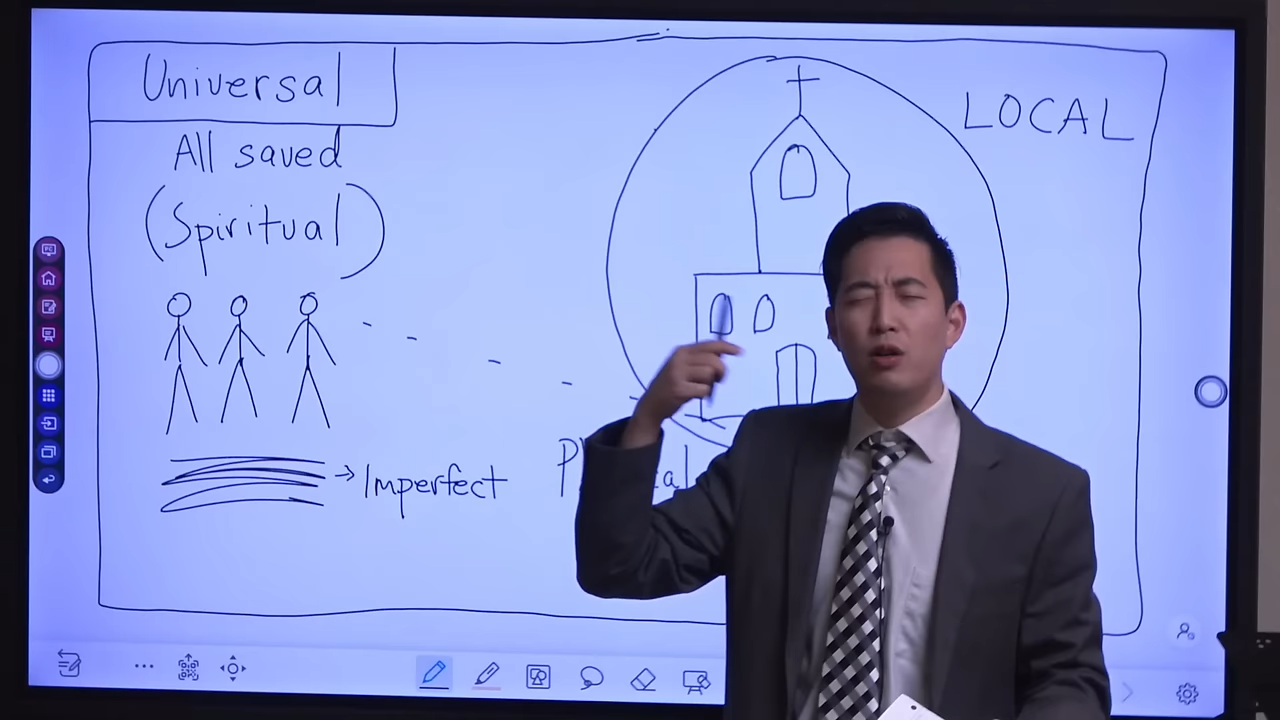 Universal
All saved
(Spiritual)
LOCAL
→ Imperfect